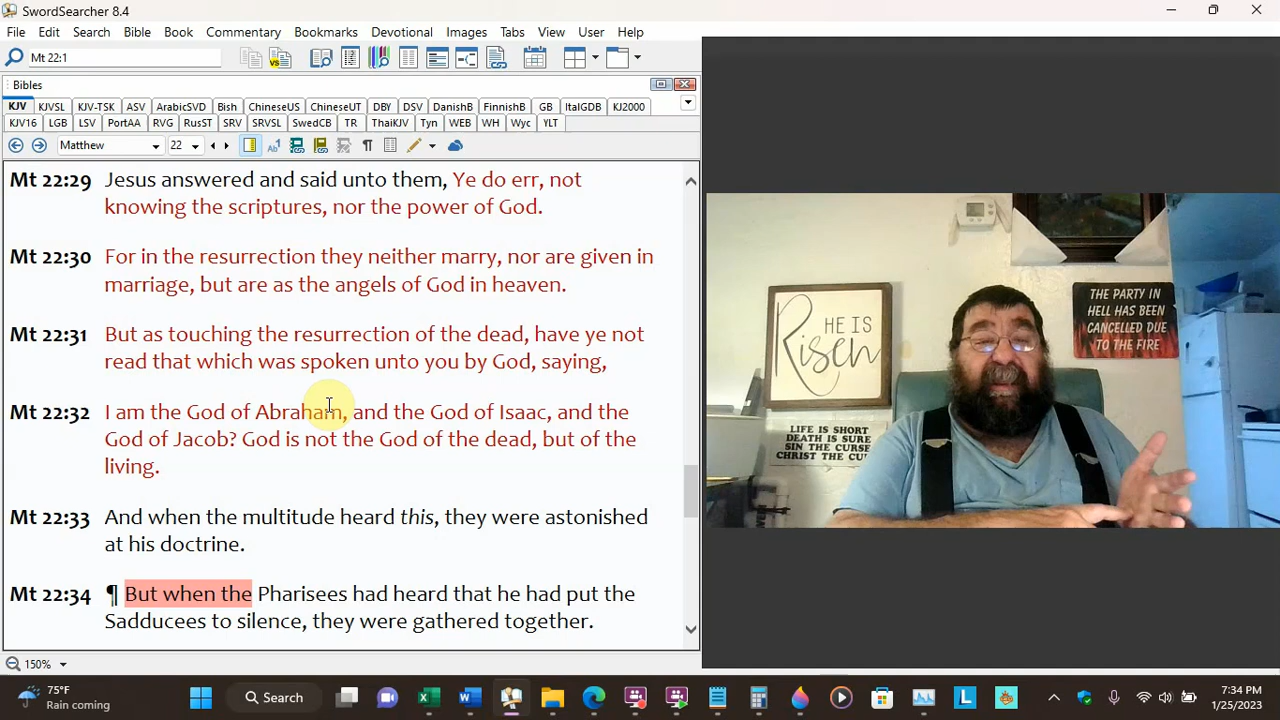 SwordSearcher 8.4
File Edit Search Bible Book Commentary Bookmarks Devotional Images Tabs View User Help
Mt 22:1
Bibles
KJV KJVSL KJV-TSK ASV ArabicSVD Bish ChineseUS ChineseUT DBY DSV DanishB FinnishB GB ItalGDB KJ2000
KJV16 LGB LSV PortAA RVG RusST SRV SRVSL SwedCB TR ThaiKJV Tyn WEB WH Wyc YLT
Matthew 22
Mt 22:29 Jesus answered and said unto them, Ye do err, not
knowing the scriptures, nor the power of God.
Mt 22:30 For in the resurrection they neither marry, nor are given in
marriage, but are as the angels of God in heaven.
Mt 22:31 But as touching the resurrection of the dead, have ye not
read that which was spoken unto you by God, saying,
Mt 22:32 I am the God of Abraham, and the God of Isaac, and the
God of Jacob? God is not the God of the dead, but of the
living.
Mt 22:33 And when the multitude heard this, they were astonished
at his doctrine.
Mt 22:34 ¶ But when the Pharisees had heard that he had put the
Sadducees to silence, they were gathered together.
150%
HE IS
Risen
THE PARTY IN
HELL HAS BEEN
CANCELLED DUE
TO THE FIRE
LIFE IS SHORT
DEATH IS SURE
SIN THE CURSE
CHRIST THE CU
75°F
Rain coming
Search
7:34 PM
1/25/2023